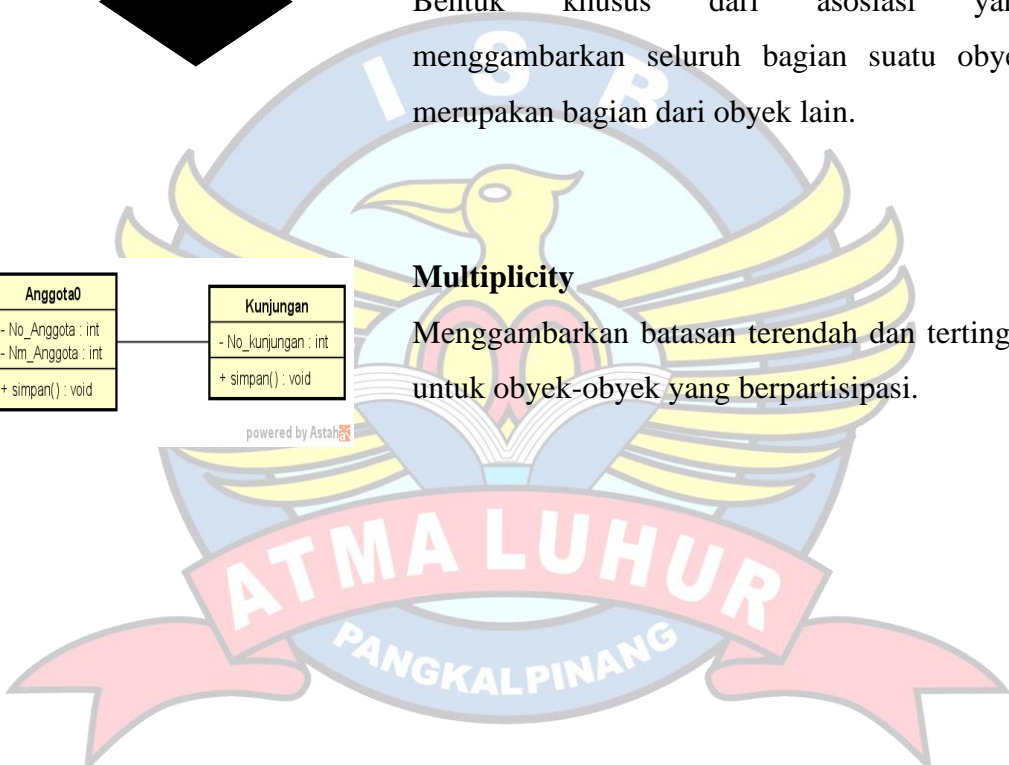 Bentuk khusus dari asosiasi yan
menggambarkan seluruh bagian suatu obye
merupakan bagian dari obyek lain.
Multiplicity
Menggambarkan batasan terendah dan terting
untuk obyek-obyek yang berpartisipasi.
Anggota0
- No_Anggota : int
- Nm_Anggota : int
+ simpan() : void
Kunjungan
- No_kunjungan : int
+ simpan() : void
powered by Astah
I S B
ATMA LUHUR
PANGKALPINANG